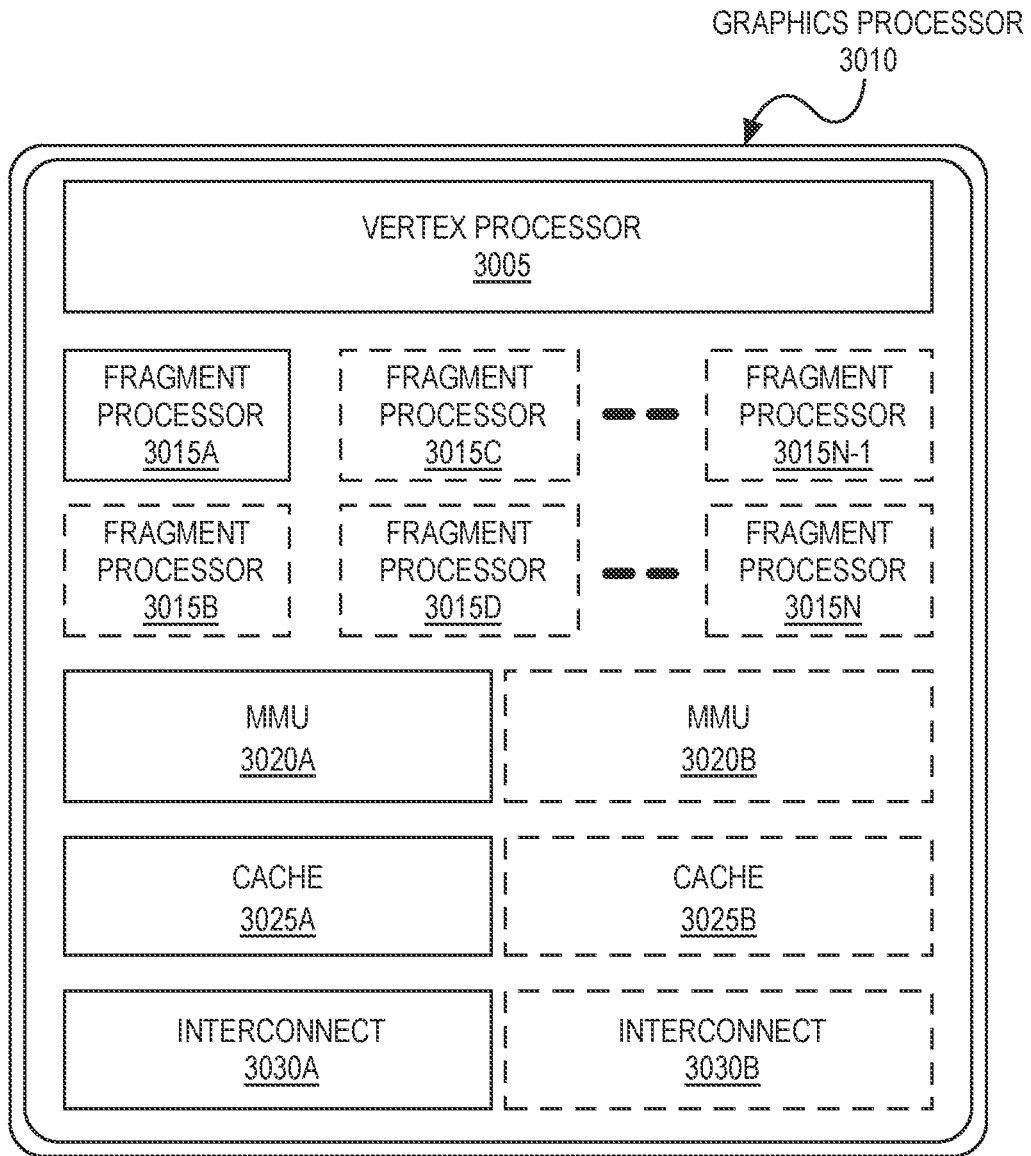 GRAPHICS PROCESSOR
3010
VERTEX PROCESSOR
3005
FRAGMENT
PROCESSOR
3015A
FRAGMENT
PROCESSOR
3015C
FRAGMENT
PROCESSOR
3015N-1
FRAGMENT
PROCESSOR
3015B
FRAGMENT
PROCESSOR
3015D
FRAGMENT
PROCESSOR
3015N
MMU
3020A
MMU
3020B
CACHE
3025A
CACHE
3025B
INTERCONNECT
3030A
INTERCONNECT
3030B